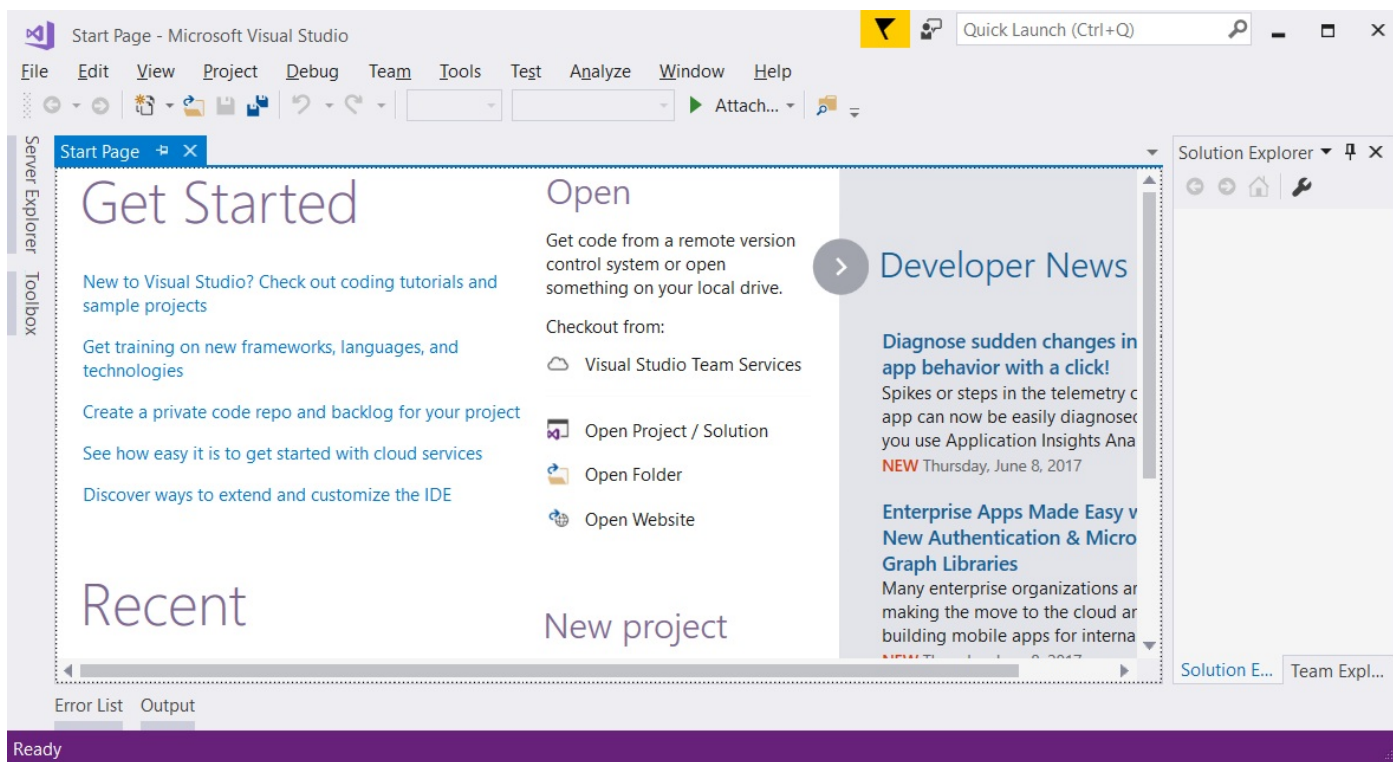 Start Page - Microsoft Visual Studio
Quick Launch (Ctrl+Q)
File Edit View Project Debug Team Tools Test Analyze Window Help
Attach...
Server Explorer
Toolbox
Start Page
Get Started
New to Visual Studio? Check out coding tutorials and
sample projects
Get training on new frameworks, languages, and
technologies
Create a private code repo and backlog for your project
See how easy it is to get started with cloud services
Discover ways to extend and customize the IDE
Recent
Open
Get code from a remote version
control system or open
something on your local drive.
Checkout from:
Visual Studio Team Services
Open Project / Solution
Open Folder
Open Website
New project
Developer News
Diagnose sudden changes in
app behavior with a click!
Spikes or steps in the telemetry
app can now be easily diagnosed
you use Application Insights Ana
NEW Thursday, June 8, 2017
Enterprise Apps Made Easy
New Authentication & Micro
Graph Libraries
Many enterprise organizations ar
making the move to the cloud ar
building mobile apps for interna
Solution Explorer
Solution E... Team Expl...
Error List Output
Ready